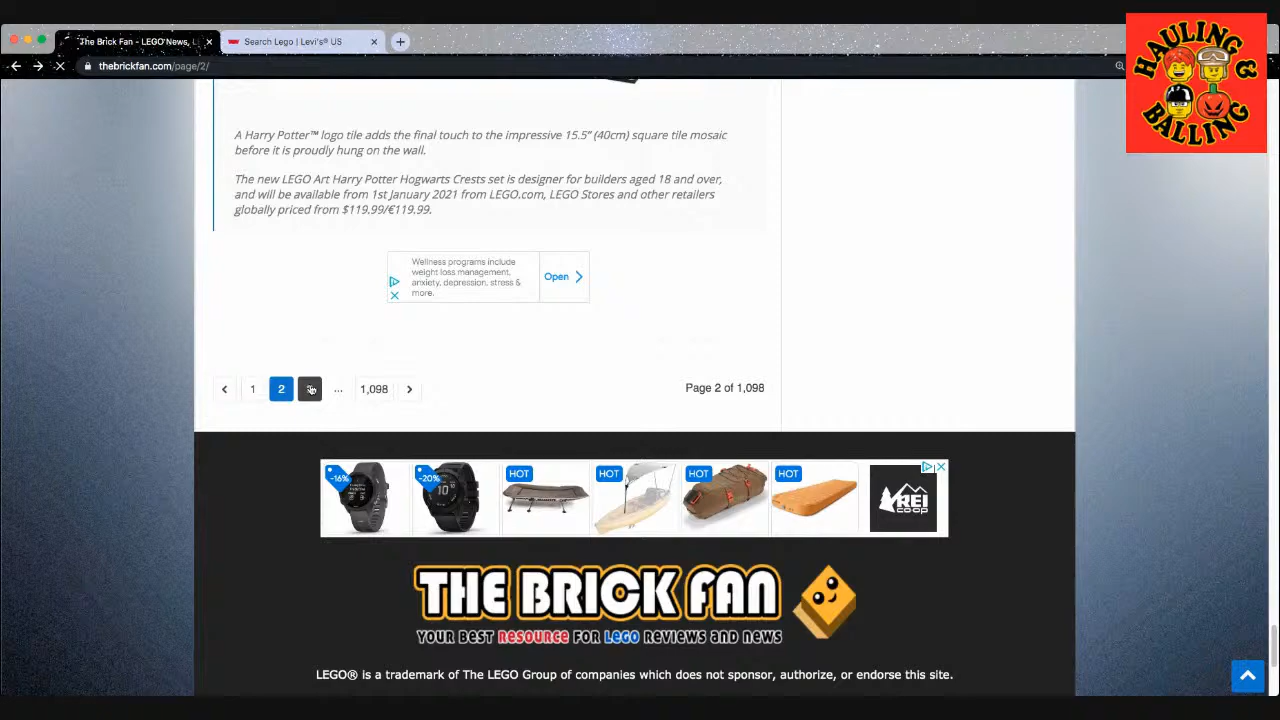 The Brick Fan - LEGO News, L
Search Lego | Levi's® US
thebrickfan.com/page/2/
HAULING &
BALLING
A Harry Potter™ logo tile adds the final touch to the impressive 15.5" (40cm) square tile mosaic
before it is proudly hung on the wall.
The new LEGO Art Harry Potter Hogwarts Crests set is designer for builders aged 18 and over,
and will be available from 1st January 2021 from LEGO.com, LEGO Stores and other retailers
globally priced from $119.99/€119.99.
Wellness programs include
weight loss management,
anxiety, depression, stress &
more.
Open
1 2 ... 1,098
Page 2 of 1,098
-16% -20% HOT HOT HOT HOT
10
REI
CO-OP
THE BRICK FAN
YOUR BEST RESOURCE FOR LEGO REVIEWS AND NEWS
LEGO® is a trademark of The LEGO Group of companies which does not sponsor, authorize, or endorse this site.